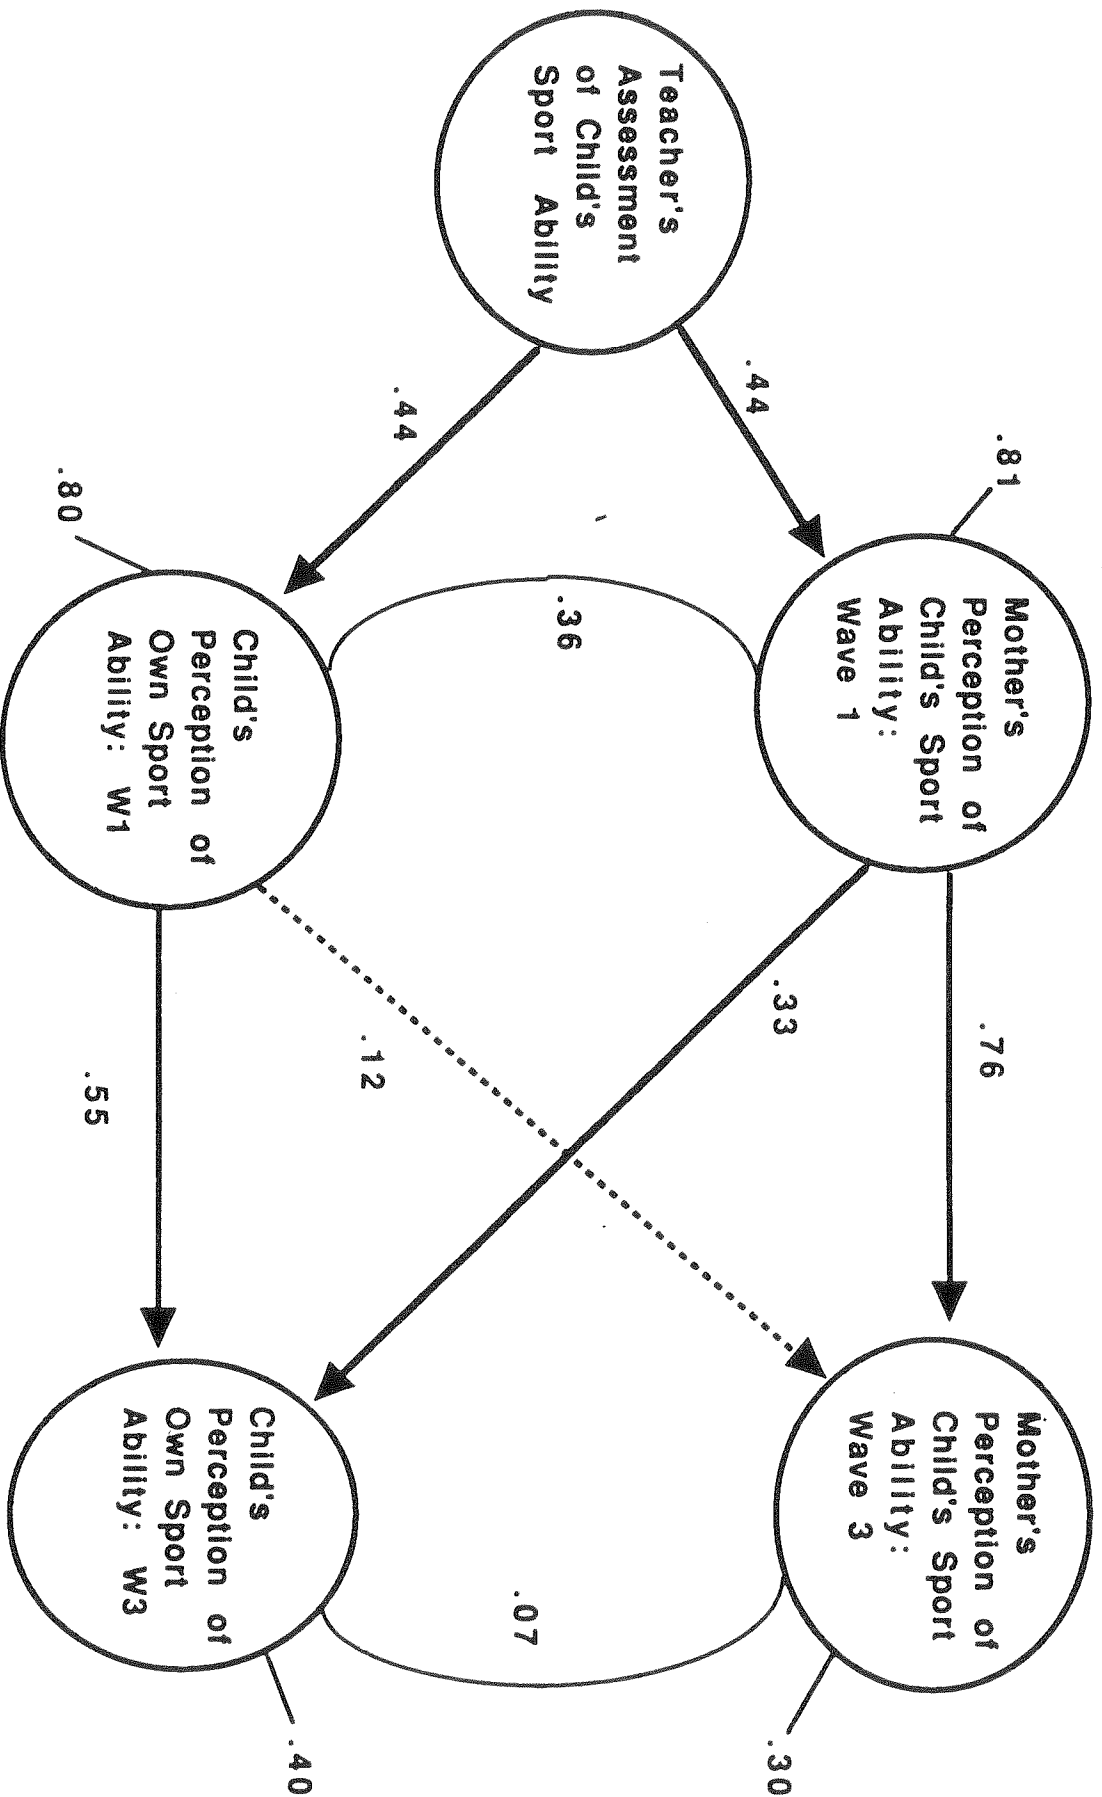 Teacher's
Assessment
of Child's
Sport Ability
.44
.44
.81
Mother's
Perception of
Child's Sport
Ability:
Wave 1
.36
.80
Child's
Perception of
Own Sport
Ability: W1
.76
.33
.12
.55
Mother's
Perception of
Child's Sport
Ability:
Wave 3
.30
.07
Child's
Perception of
Own Sport
Ability: W3
.40